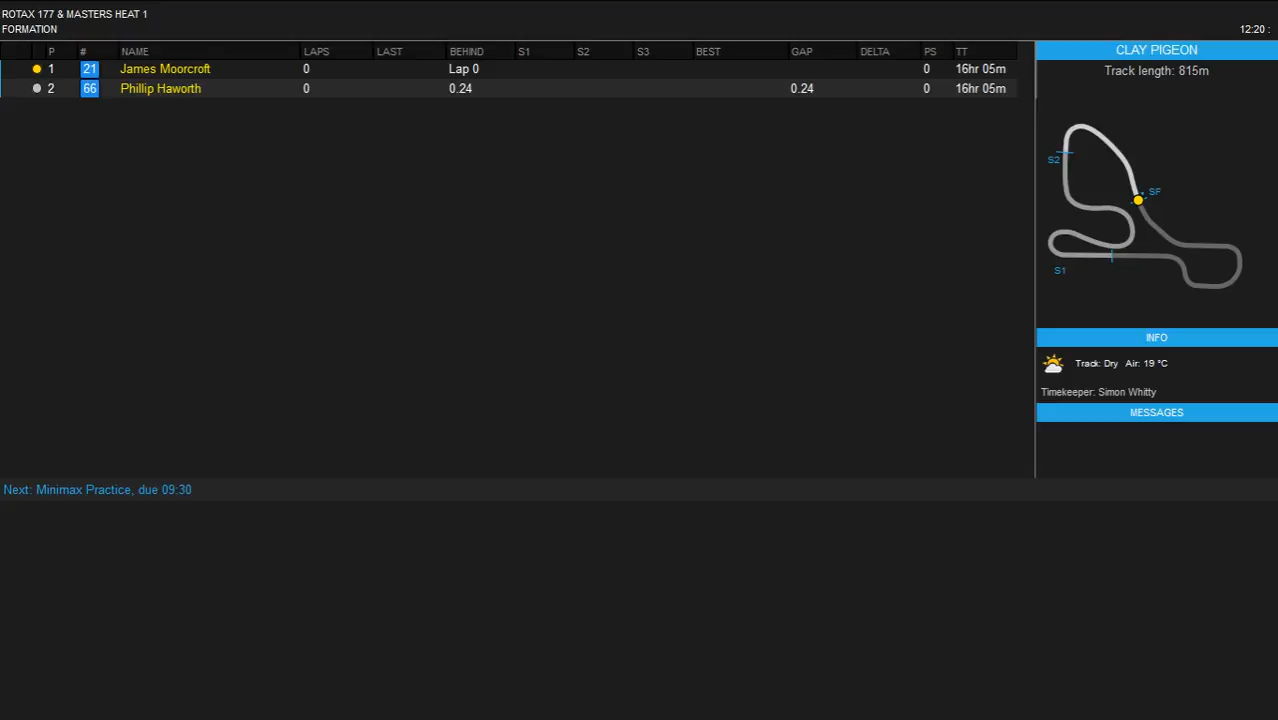 ROTAX 177 & MASTERS HEAT 1
FORMATION
12:20 :
P # NAME LAPS LAST BEHIND S1 S2 S3 BEST GAP DELTA PS TT
1 21 James Moorcroft 0 Lap 0 0 16hr 05m
2 66 Phillip Haworth 0 0.24 0.24 0 16hr 05m
CLAY PIGEON
Track length: 815m
S2
SF
S1
INFO
Track: Dry Air: 19 °C
Timekeeper: Simon Whitty
MESSAGES
Next: Minimax Practice, due 09:30